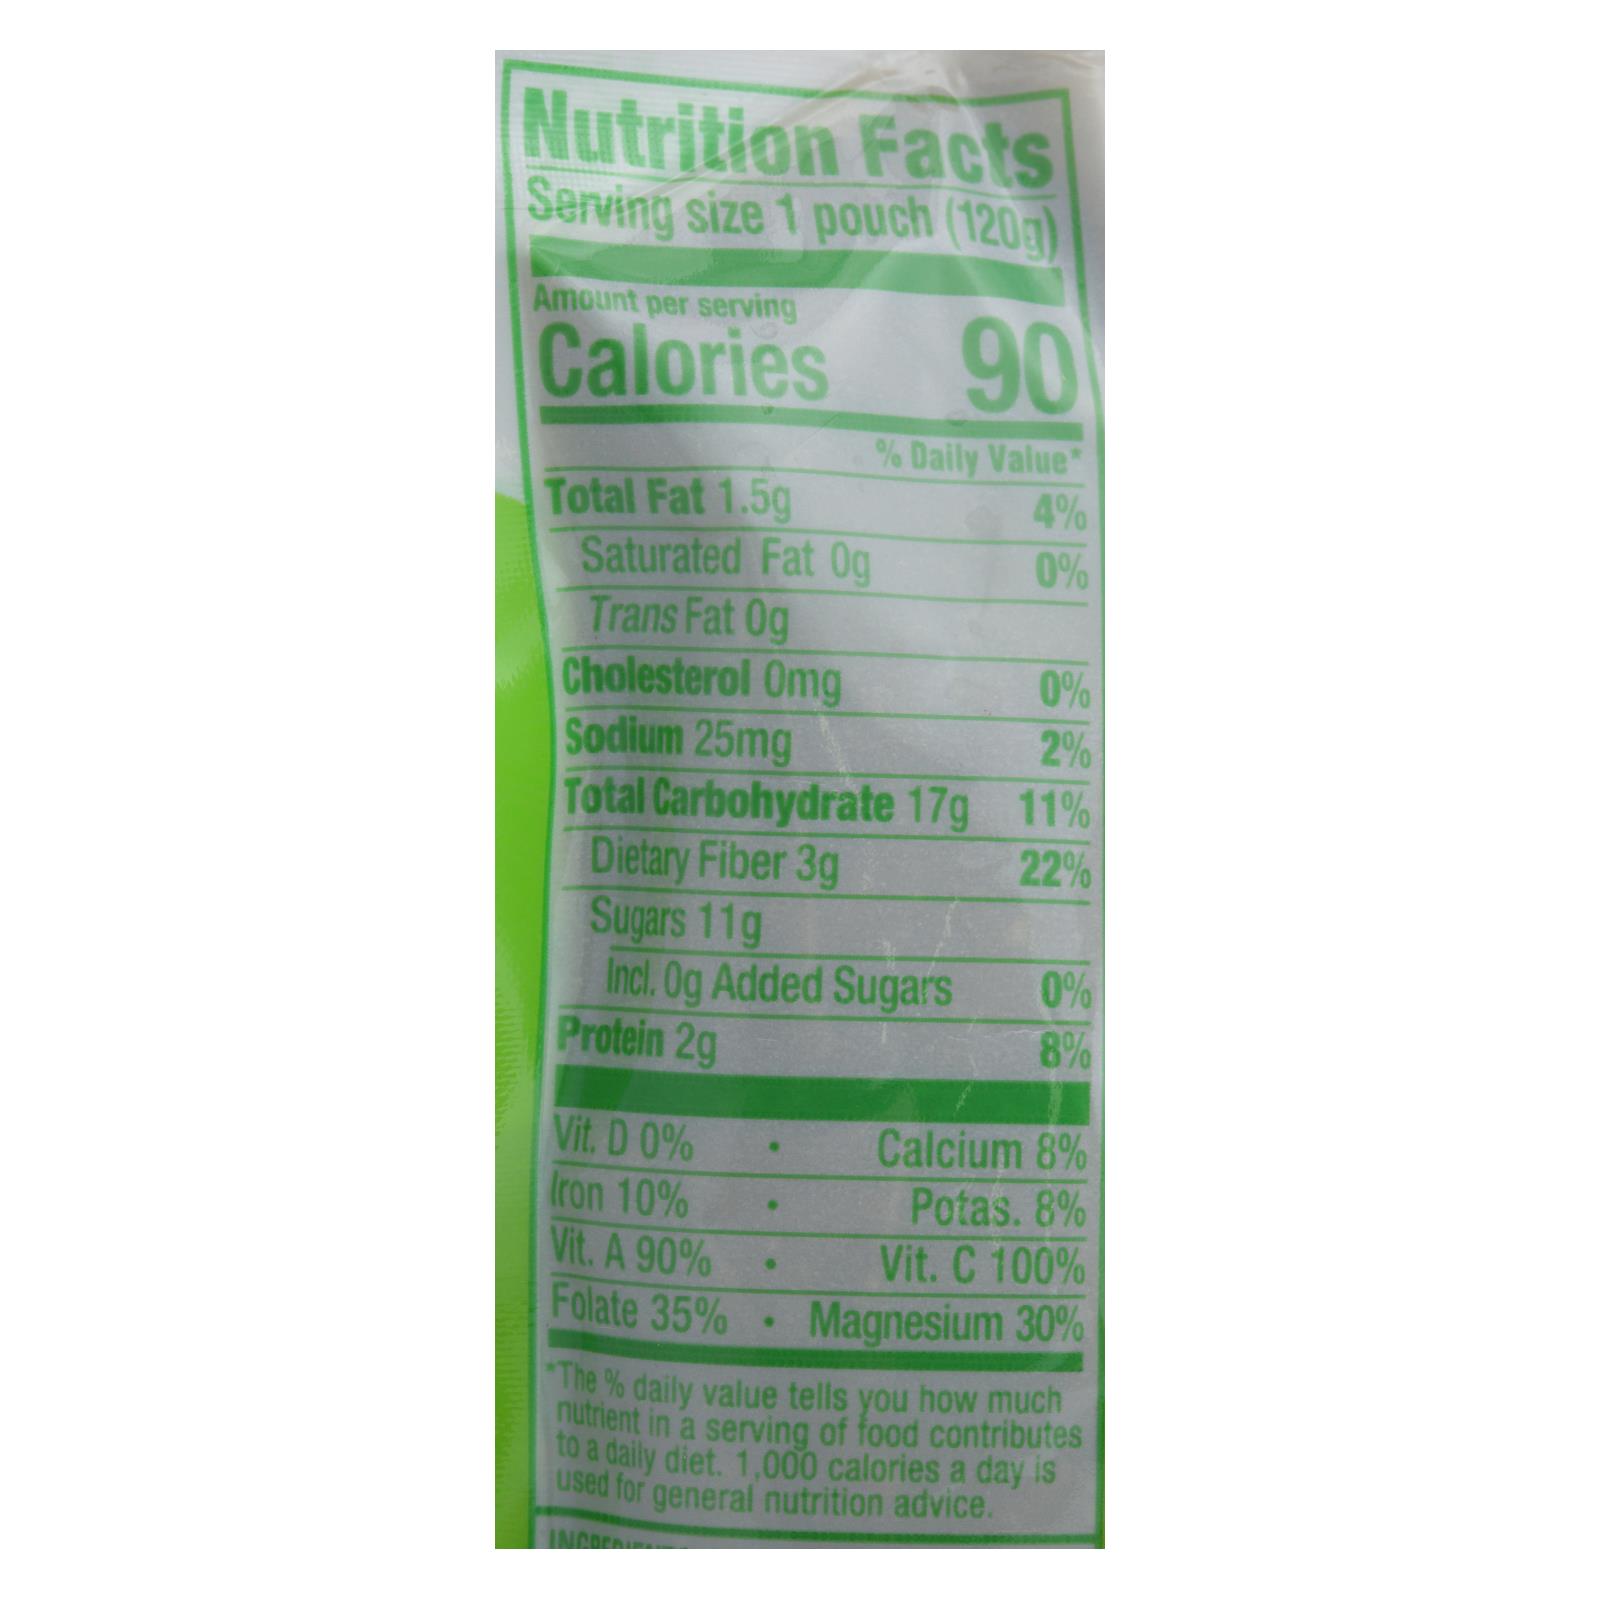 Nutrition Facts
Serving size 1 pouch (120g)
Amount per serving
Calories 90
% Daily Value*
Total Fat 1.5g 4%
Saturated Fat 0g 0%
Trans Fat 0g
Cholesterol 0mg 0%
Sodium 25mg 2%
Total Carbohydrate 17g 11%
Dietary Fiber 3g 22%
Sugars 11g
Incl. 0g Added Sugars 0%
Protein 2g 8%
Vit. D 0% • Calcium 8%
Iron 10% • Potas. 8%
Vit. A 90% • Vit. C 100%
Folate 35% • Magnesium 30%
*The % daily value tells you how much
nutrient in a serving of food contributes
to a daily diet. 1,000 calories a day is
used for general nutrition advice.